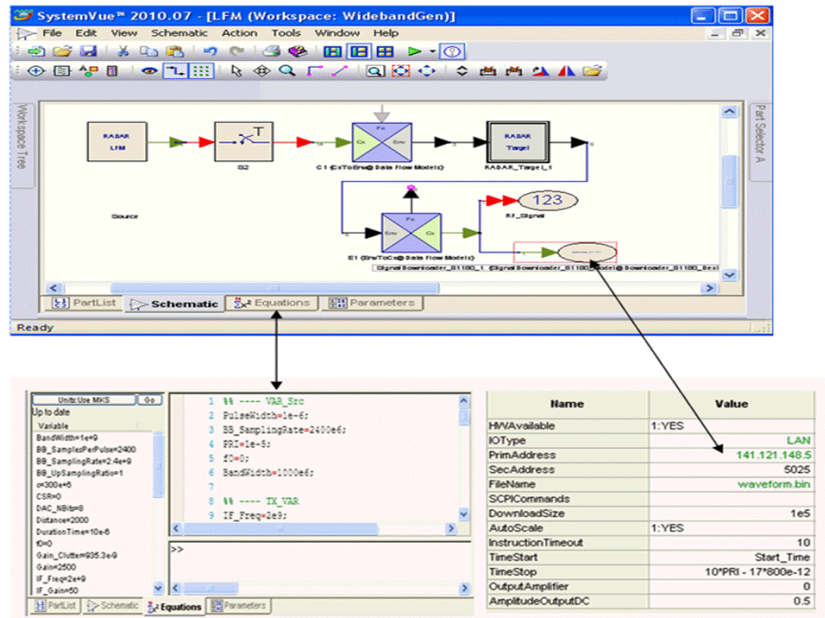 SystemVue™ 2010.07 - [LFM (Workspace: WidebandGen)]
File Edit View Schematic Action Tools Window Help
Workspace Tree
Part Selector A
RADAR
LFM
T
Fc
Cx Env
RADAR
Target
G2
C1 {CxToEnv@Data Flow Models}
RADAR_Target_1
Source
123
RF_Signal
Fc
Env Cx
E1 {EnvToCx@Data Flow Models}
PartList Schematic Equations Parameters
Ready
Units:Use MKS Go
Up to date
Variable
BandWidth=1e+9
BB_SamplesPerPulse=2400
BB_SamplingRate=2.4e+9
BB_UpSamplingRatio=1
c=300e+6
CSR=0
DAC_NBits=8
Distance=2000
DurationTime=10e-6
f0=0
Gain_Clutter=935.3e-9
Gain=2500
IF_Freq=2e+9
IF_Gain=50
1 %% ---- VAR_Src
2 PulseWidth=1e-6;
3 BB_SamplingRate=2400e6;
4 PRI=1e-5;
5 f0=0;
6 BandWidth=1000e6;
7
8 %% ---- TX_VAR
9 IF_Freq=2e9;
>>
PartList Schematic Equations Parameters
Name Value
HWAvailable 1:YES
IOType LAN
PrimAddress 141.121.148.5
SecAddress 5025
FileName waveform.bin
SCPICommands
DownloadSize 1e5
AutoScale 1:YES
InstructionTimeout 10
TimeStart Start_Time
TimeStop 10*PRI - 17*800e-12
OutputAmplifier 0
AmplitudeOutputDC 0.5